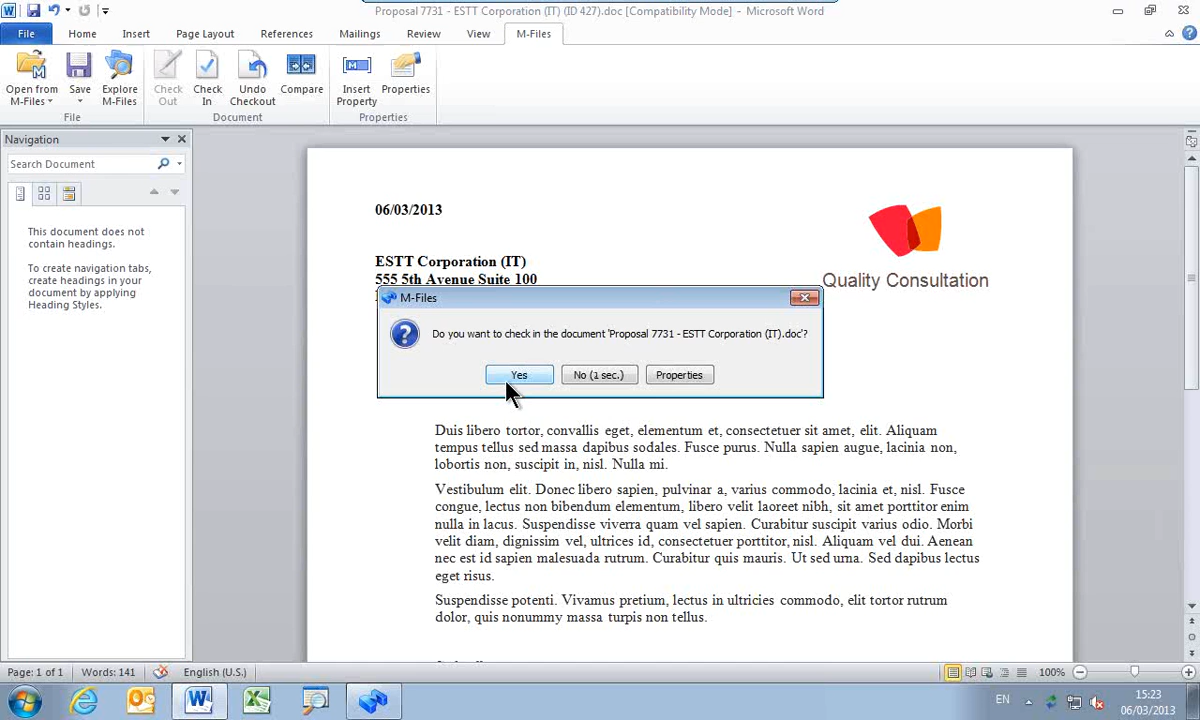 Proposal 7731 - ESTT Corporation (IT) (ID 427).doc [Compatibility Mode] - Microsoft Word
File Home Insert Page Layout References Mailings Review View M-Files
Open from M-Files
Save
Explore M-Files
Check Out
Check In
Undo Checkout
Compare
Insert Property
Properties
File
Document
Properties
Navigation
Search Document
This document does not
contain headings.
To create navigation tabs,
create headings in your
document by applying
Heading Styles.
06/03/2013
ESTT Corporation (IT)
555 5th Avenue Suite 100
Quality Consultation
M-Files
Do you want to check in the document 'Proposal 7731 - ESTT Corporation (IT).doc'?
Yes No (1 sec.) Properties
Duis libero tortor, convallis eget, elementum et, consectetuer sit amet, elit. Aliquam
tempus tellus sed massa dapibus sodales. Fusce purus. Nulla sapien augue, lacinia non,
lobortis non, suscipit in, nisl. Nulla mi.
Vestibulum elit. Donec libero sapien, pulvinar a, varius commodo, lacinia et, nisl. Fusce
congue, lectus non bibendum elementum, libero velit laoreet nibh, sit amet porttitor enim
nulla in lacus. Suspendisse viverra quam vel sapien. Curabitur suscipit varius odio. Morbi
velit diam, dignissim vel, ultrices id, consectetuer porttitor, nisl. Aliquam vel dui. Aenean
nec est id sapien malesuada rutrum. Curabitur quis mauris. Ut sed urna. Sed dapibus lectus
eget risus.
Suspendisse potenti. Vivamus pretium, lectus in ultricies commodo, elit tortor rutrum
dolor, quis nonummy massa turpis non tellus.
Page: 1 of 1 Words: 141 English (U.S.) 100%
EN
15:23
06/03/2013